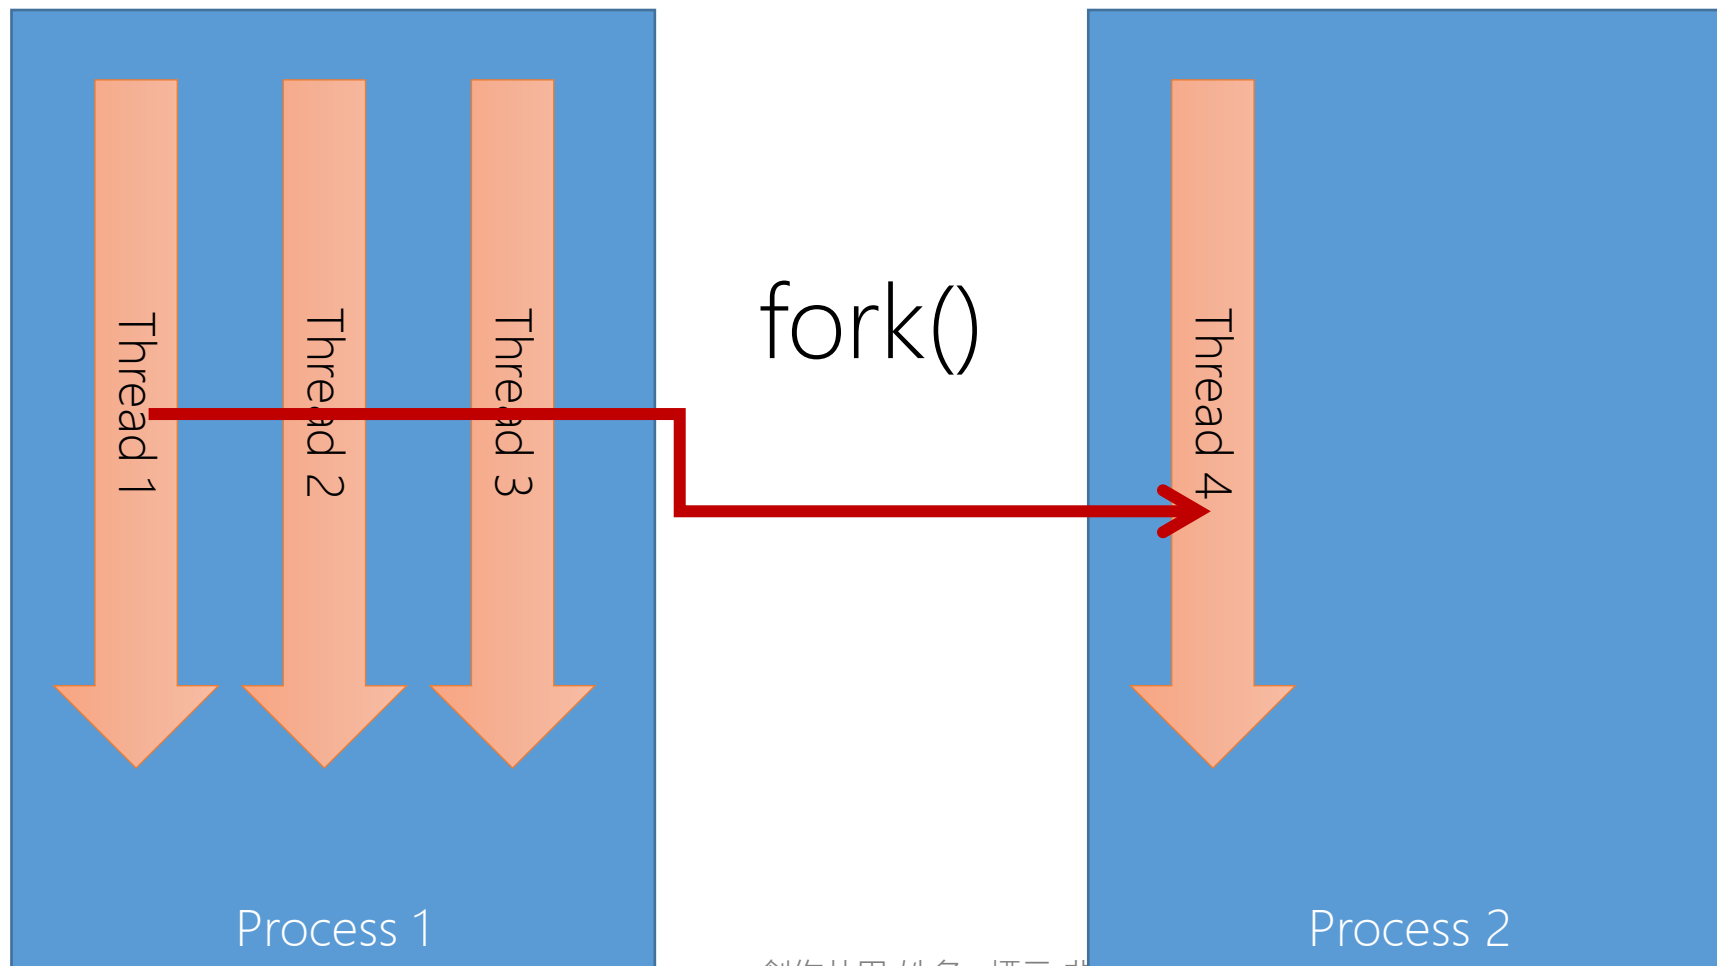 Thread 1
Thread 2
Thread 3
fork()
Thread 4
Process 1
Process 2